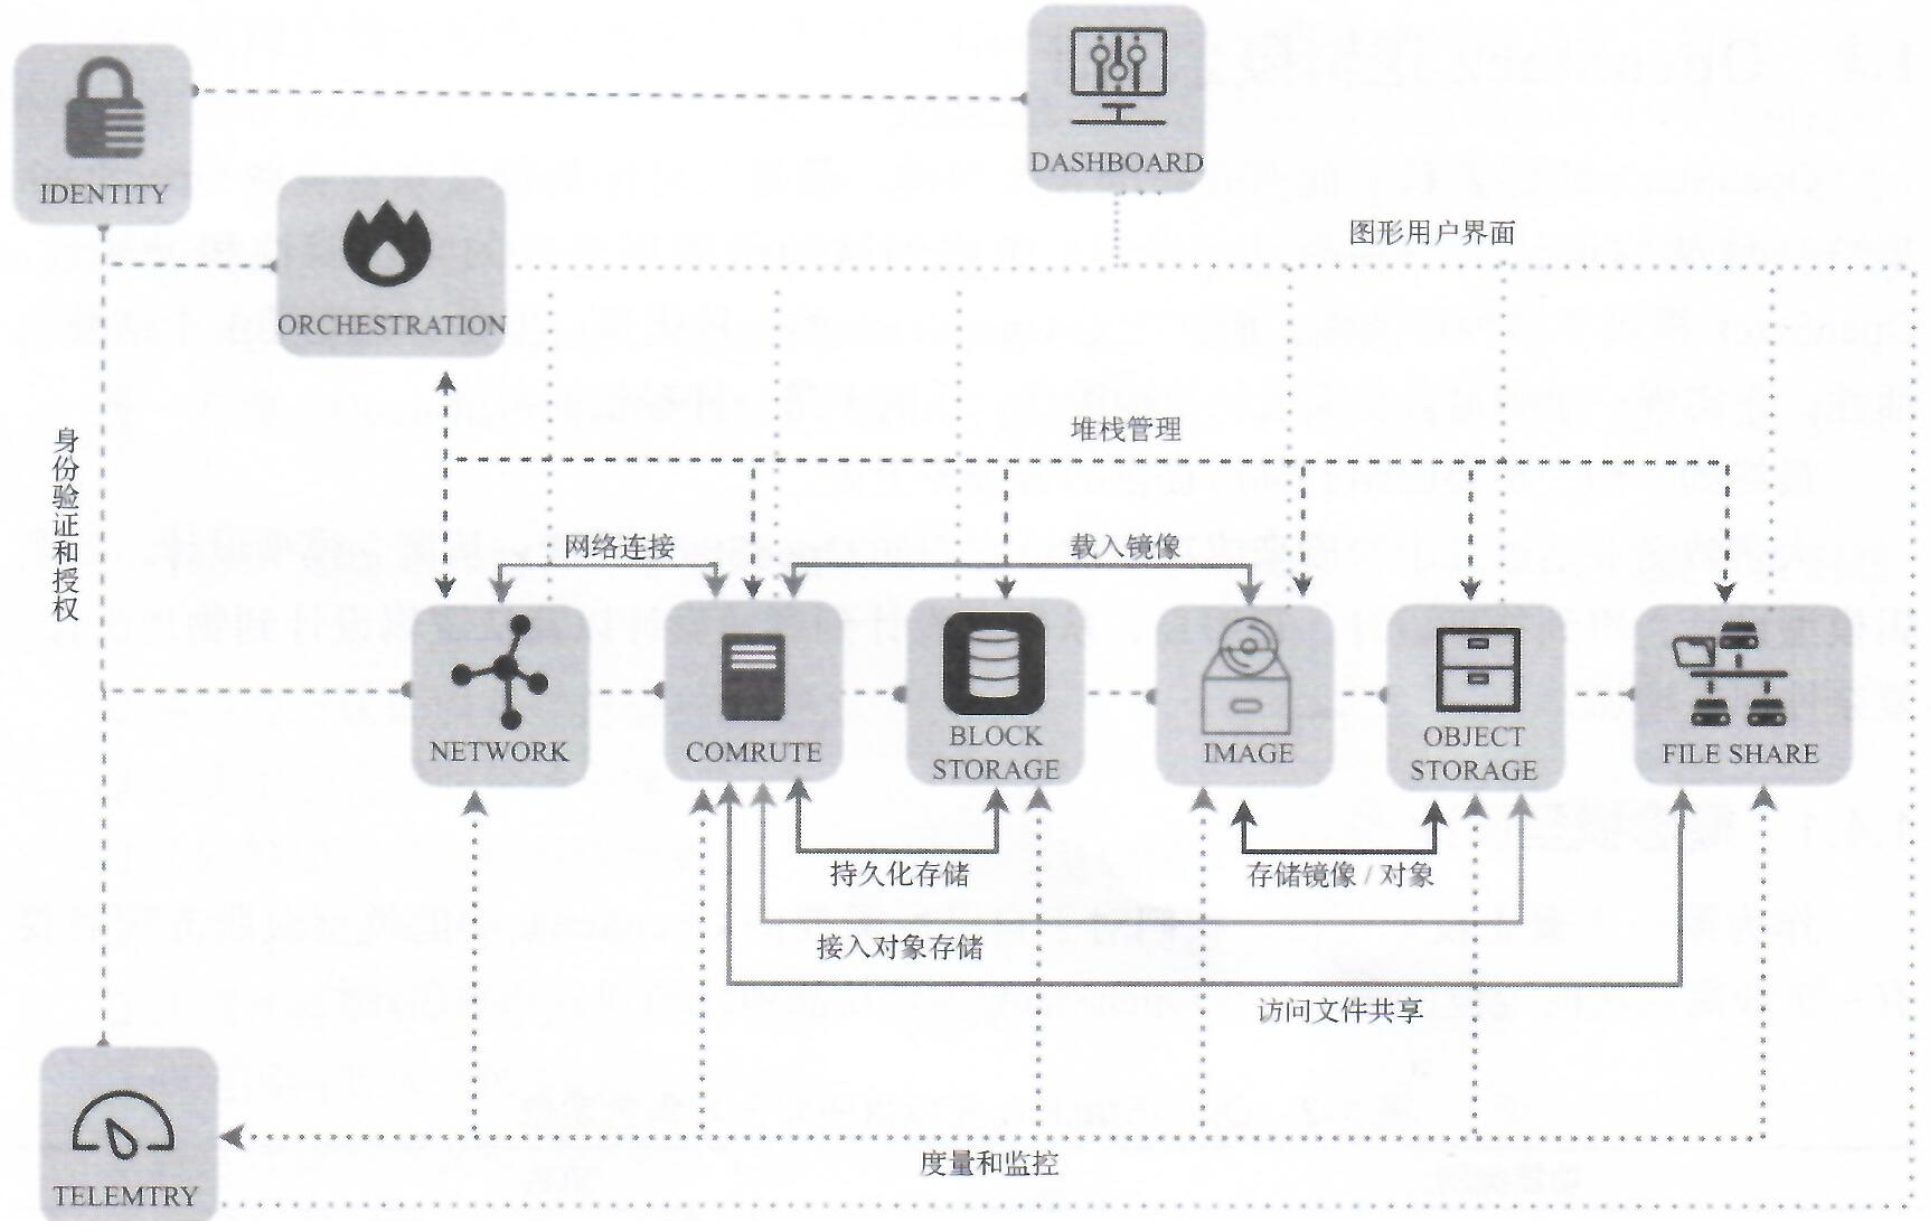 DASHBOARD
IDENTITY
图形用户界面
ORCHESTRATION
堆栈管理
身份验证和授权
网络连接
载入镜像
NETWORK
COMRUTE
BLOCK
STORAGE
IMAGE
OBJECT
STORAGE
FILE SHARE
持久化存储
存储镜像 / 对象
接入对象存储
访问文件共享
度量和监控
TELEMTRY